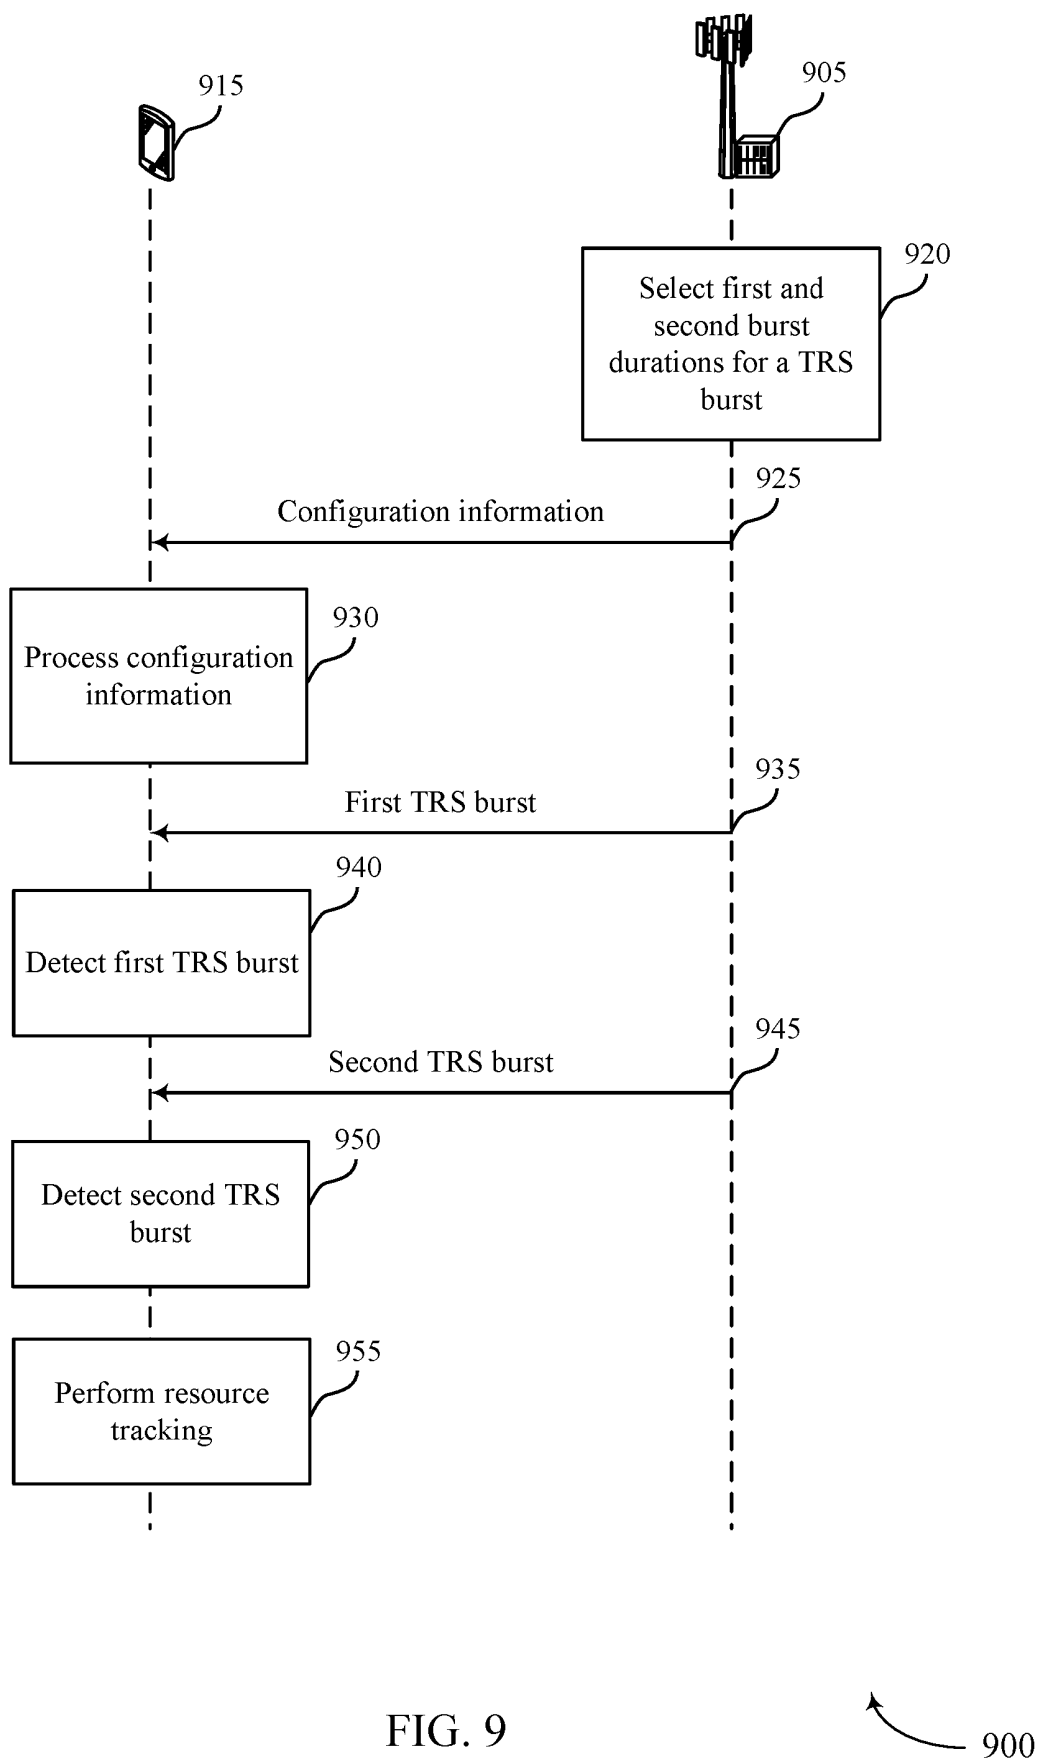 915
905
920
Select first and
second burst
durations for a TRS
burst
925
Configuration information
930
Process configuration
information
935
First TRS burst
940
Detect first TRS burst
945
Second TRS burst
950
Detect second TRS
burst
955
Perform resource
tracking
FIG. 9
900